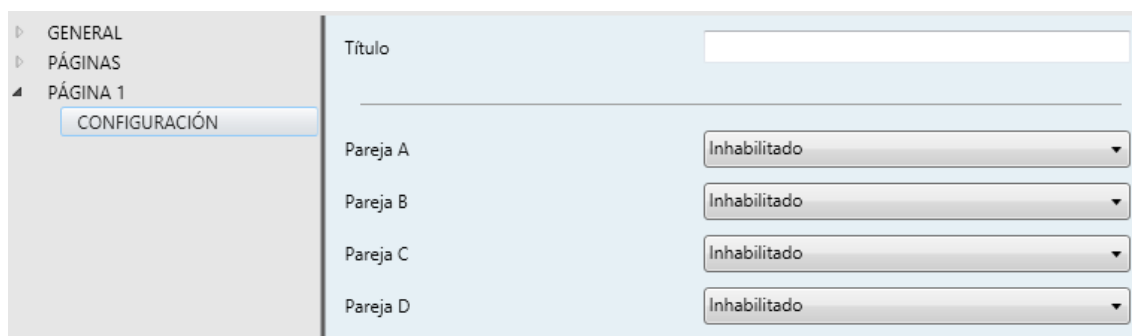 GENERAL
PÁGINAS
PÁGINA 1
CONFIGURACIÓN
Título
Pareja A
Inhabilitado
Pareja B
Inhabilitado
Pareja C
Inhabilitado
Pareja D
Inhabilitado